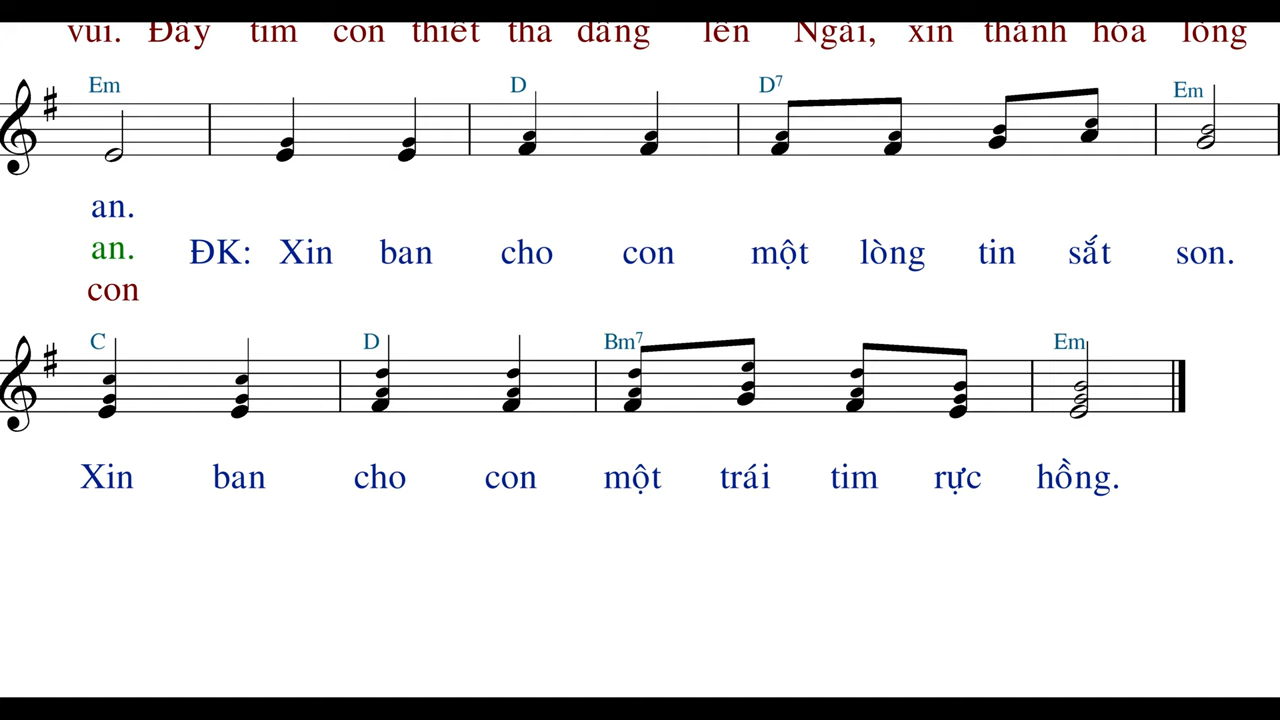 vui. Đây tim con thiết tha dâng lên Ngài, xin thánh hóa lòng
Em D D7 Em
an.
an. ĐK: Xin ban cho con một lòng tin sắt son.
con
C D Bm7 Em
Xin ban cho con một trái tim rực hồng.